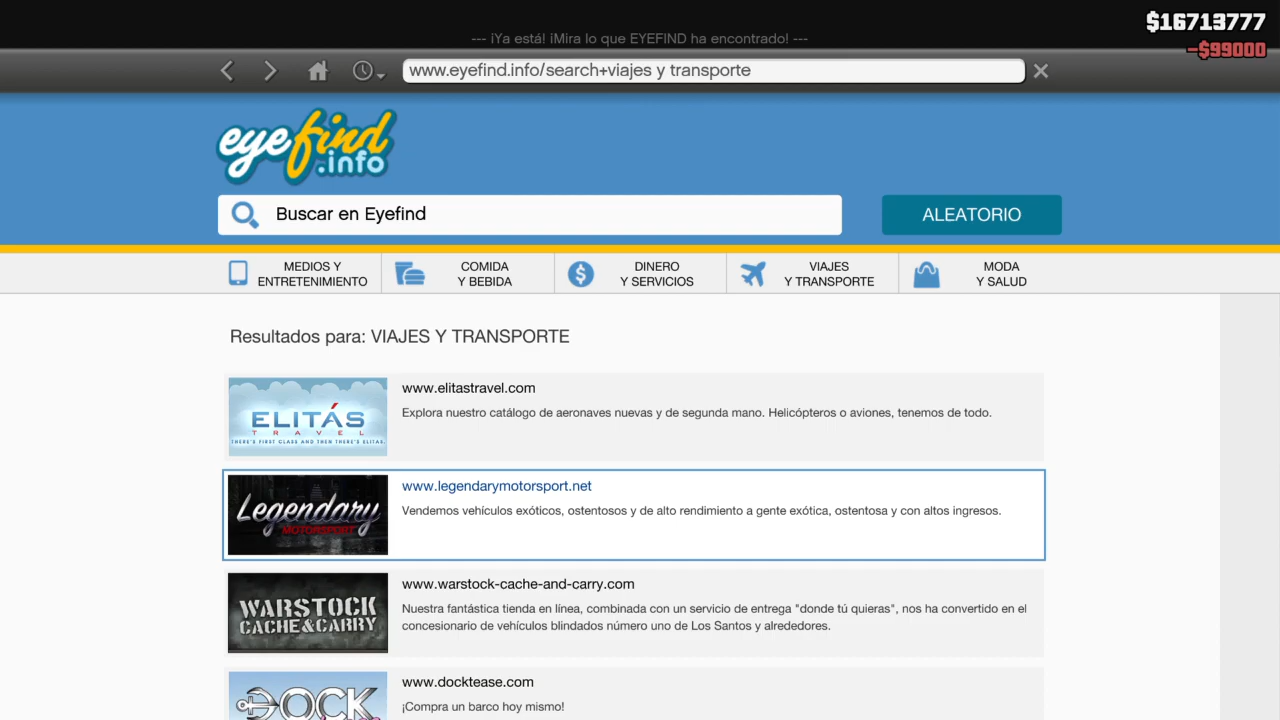 $16713777
--- ¡Ya está! ¡Mira lo que EYEFIND ha encontrado! ---
-$99000
www.eyefind.info/search+viajes y transporte
eyefind
.info
Buscar en Eyefind
ALEATORIO
MEDIOS Y
ENTRETENIMIENTO
COMIDA
Y BEBIDA
DINERO
Y SERVICIOS
VIAJES
Y TRANSPORTE
MODA
Y SALUD
Resultados para: VIAJES Y TRANSPORTE
ELITÁS
TRAVEL
THERE'S FIRST CLASS AND THEN THERE'S ELITAS.
www.elitastravel.com
Explora nuestro catálogo de aeronaves nuevas y de segunda mano. Helicópteros o aviones, tenemos de todo.
Legendary
MOTORSPORT
www.legendarymotorsport.net
Vendemos vehículos exóticos, ostentosos y de alto rendimiento a gente exótica, ostentosa y con altos ingresos.
WARSTOCK
CACHE&CARRY
www.warstock-cache-and-carry.com
Nuestra fantástica tienda en línea, combinada con un servicio de entrega "donde tú quieras", nos ha convertido en el
concesionario de vehículos blindados número uno de Los Santos y alrededores.
DOCK
www.docktease.com
¡Compra un barco hoy mismo!